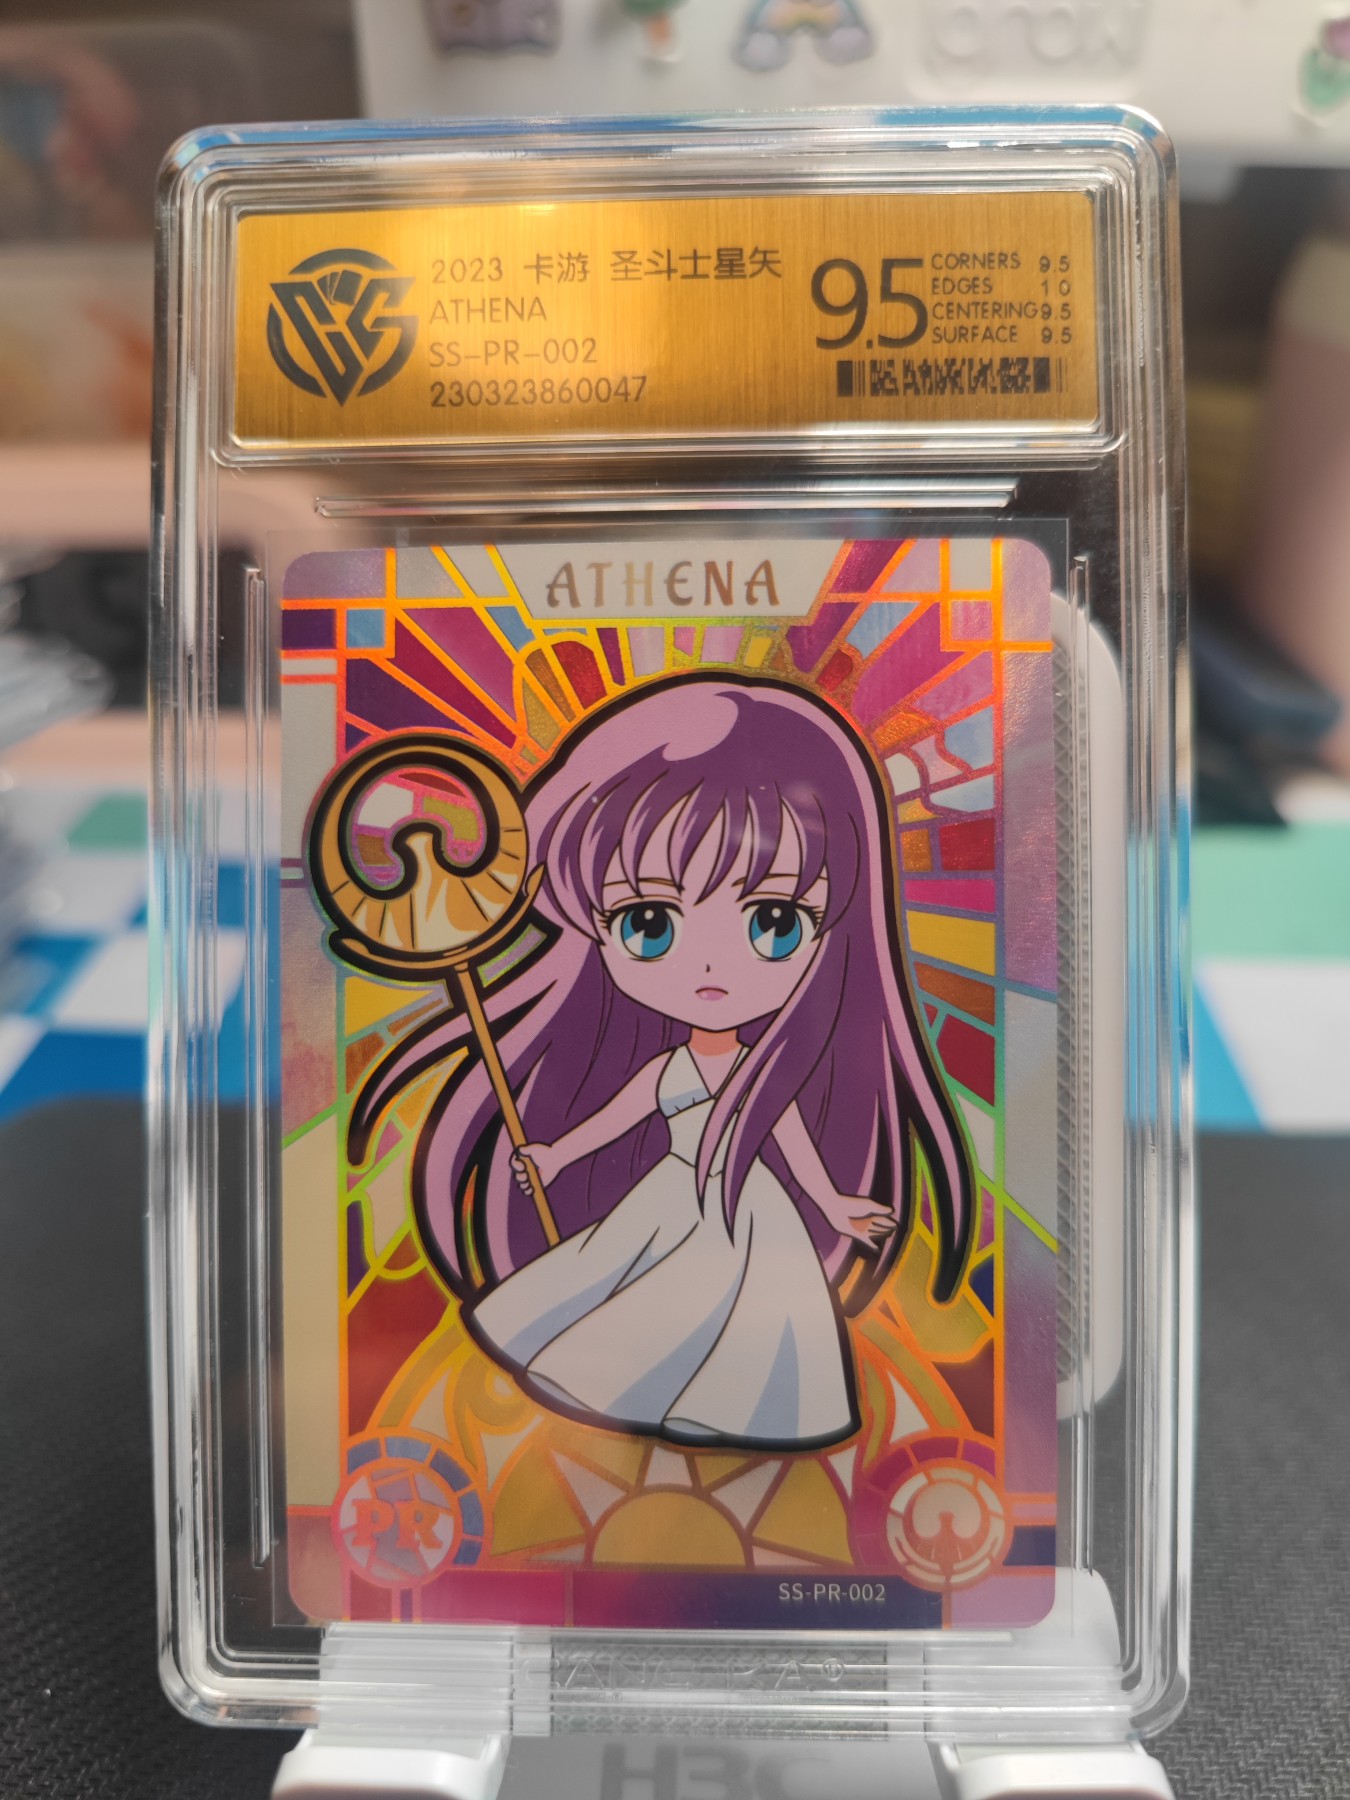 2023 卡游 圣斗士星矢
ATHENA
SS-PR-002
230323860047
9.5
CORNERS 9.5
EDGES 10
CENTERING 9.5
SURFACE 9.5
ATHENA
PR
SS-PR-002